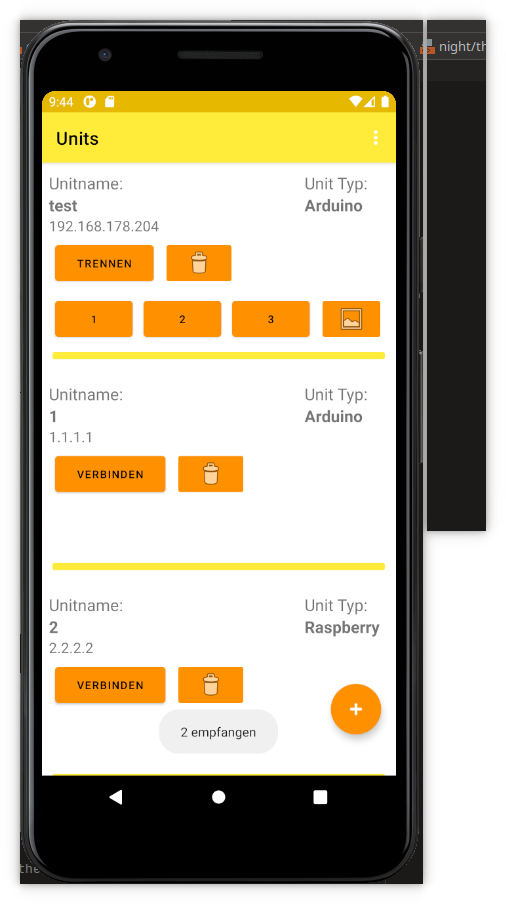 night/th
9:44
Units
Unitname:
Unit Typ:
test
Arduino
192.168.178.204
TRENNEN
1
2
3
Unitname:
Unit Typ:
1
Arduino
1.1.1.1
VERBINDEN
Unitname:
Unit Typ:
2
Raspberry
2.2.2.2
VERBINDEN
+
2 empfangen
the